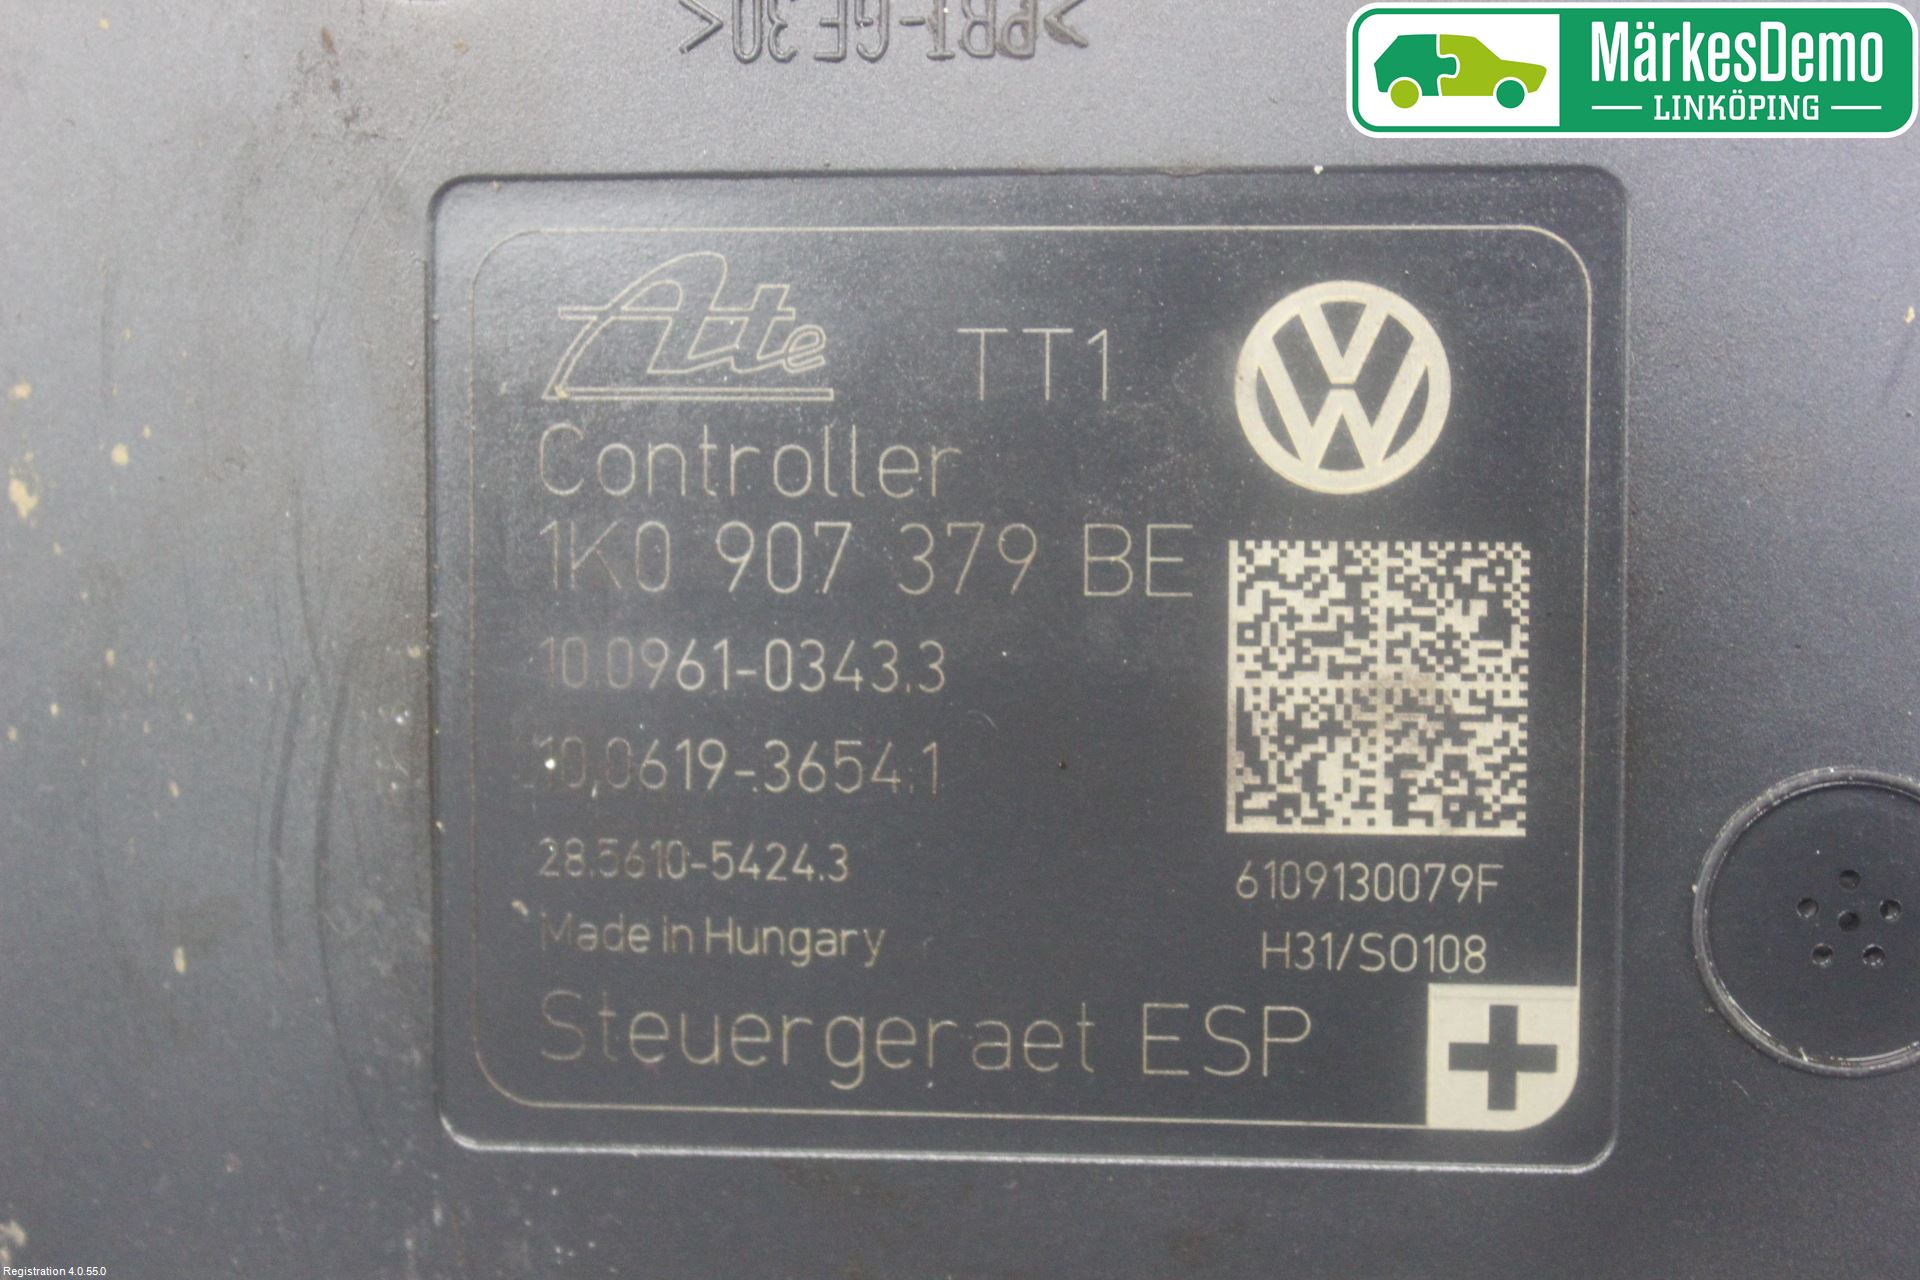 >PBT-GF30<
MärkesDemo
LINKÖPING
Ate TT1
Controller
1K0 907 379 BE
10.0961-0343.3
10.0619-3654.1
28.5610-5424.3
Made in Hungary
Steuergeraet ESP
6109130079F
H31/SO108
Registration 4.0.55.0